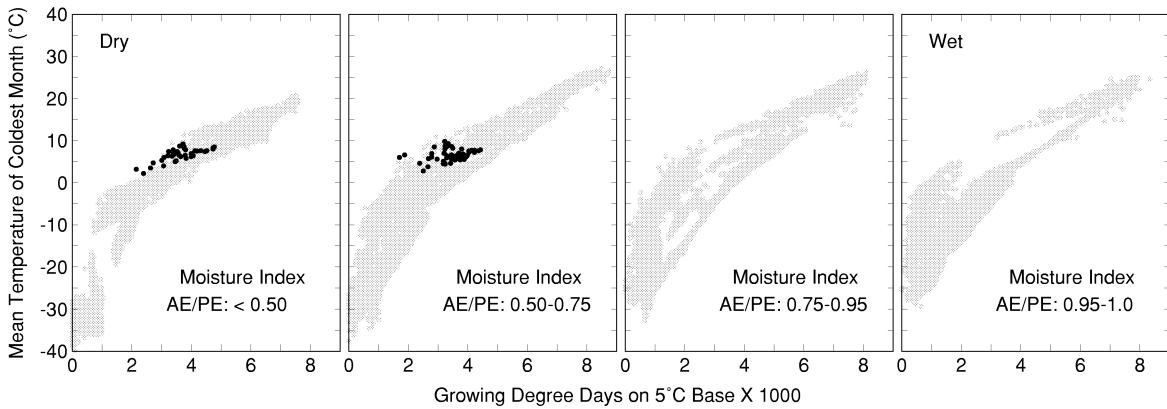 40
30
20
10
0
-10
-20
-30
-40
Mean Temperature of Coldest Month (˚C)
Dry
Moisture Index
AE/PE: < 0.50
0 2 4 6 8
Moisture Index
AE/PE: 0.50-0.75
0 2 4 6 8
Moisture Index
AE/PE: 0.75-0.95
0 2 4 6 8
Wet
Moisture Index
AE/PE: 0.95-1.0
0 2 4 6 8
Growing Degree Days on 5˚C Base X 1000